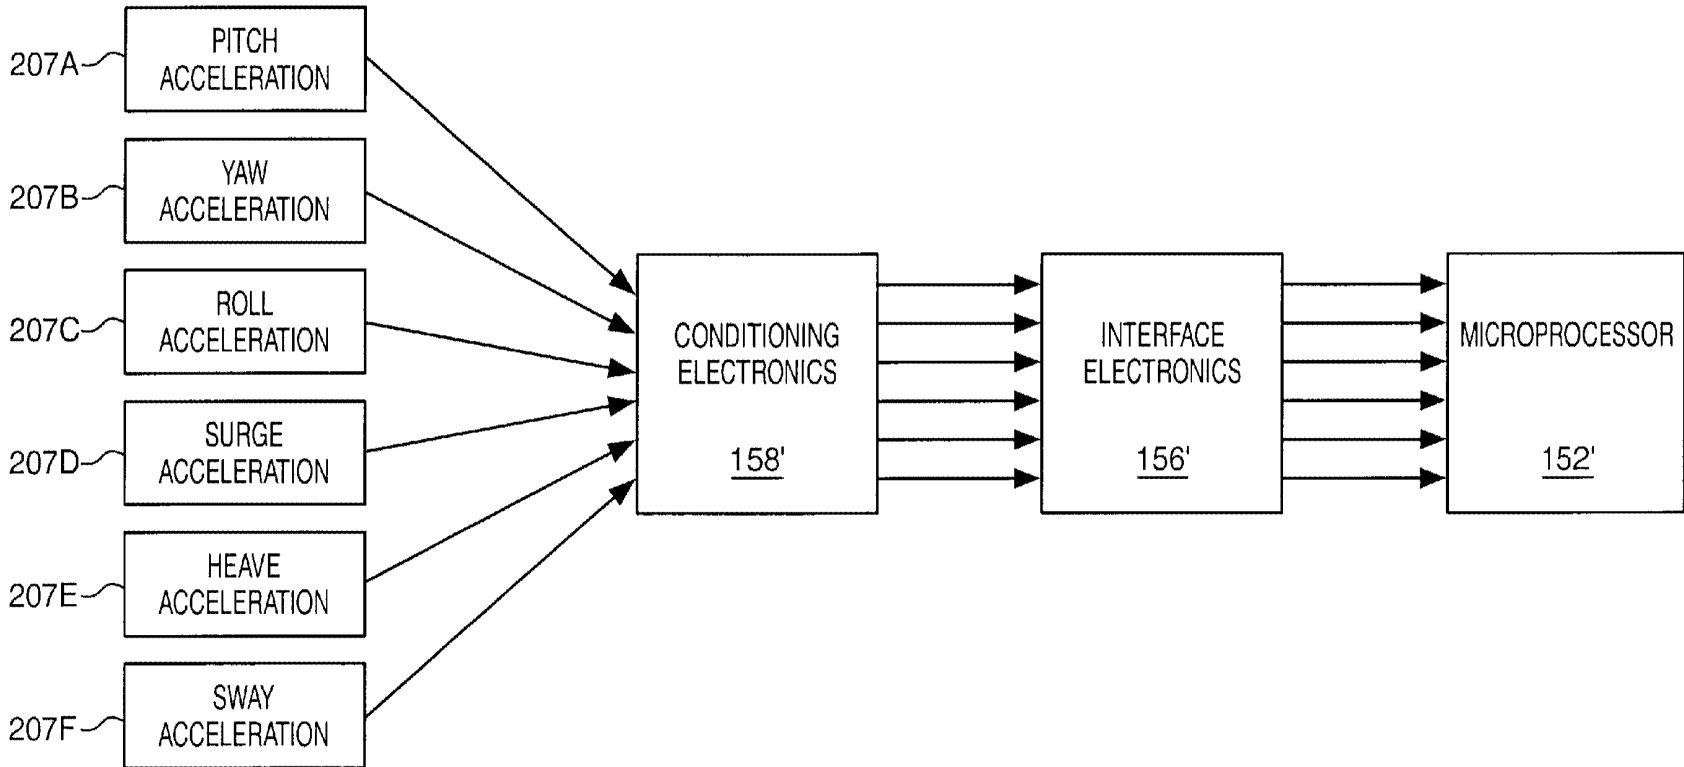 207A
PITCH
ACCELERATION
207B
YAW
ACCELERATION
207C
ROLL
ACCELERATION
207D
SURGE
ACCELERATION
207E
HEAVE
ACCELERATION
207F
SWAY
ACCELERATION
CONDITIONING
ELECTRONICS
158'
INTERFACE
ELECTRONICS
156'
MICROPROCESSOR
152'